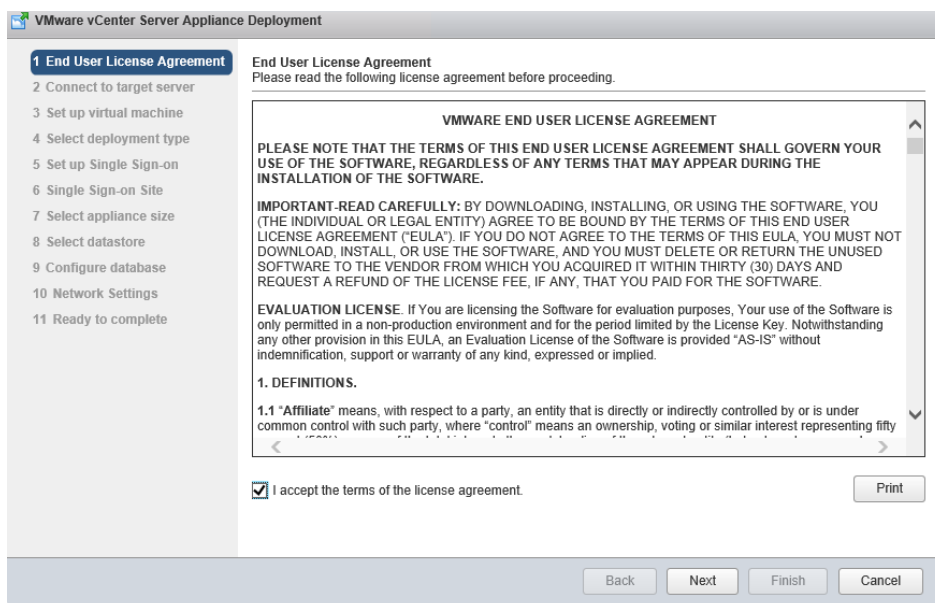 VMware vCenter Server Appliance Deployment
1 End User License Agreement
2 Connect to target server
3 Set up virtual machine
4 Select deployment type
5 Set up Single Sign-on
6 Single Sign-on Site
7 Select appliance size
8 Select datastore
9 Configure database
10 Network Settings
11 Ready to complete
End User License Agreement
Please read the following license agreement before proceeding.
VMWARE END USER LICENSE AGREEMENT
PLEASE NOTE THAT THE TERMS OF THIS END USER LICENSE AGREEMENT SHALL GOVERN YOUR
USE OF THE SOFTWARE, REGARDLESS OF ANY TERMS THAT MAY APPEAR DURING THE
INSTALLATION OF THE SOFTWARE.
IMPORTANT-READ CAREFULLY: BY DOWNLOADING, INSTALLING, OR USING THE SOFTWARE, YOU
(THE INDIVIDUAL OR LEGAL ENTITY) AGREE TO BE BOUND BY THE TERMS OF THIS END USER
LICENSE AGREEMENT (“EULA”). IF YOU DO NOT AGREE TO THE TERMS OF THIS EULA, YOU MUST NOT
DOWNLOAD, INSTALL, OR USE THE SOFTWARE, AND YOU MUST DELETE OR RETURN THE UNUSED
SOFTWARE TO THE VENDOR FROM WHICH YOU ACQUIRED IT WITHIN THIRTY (30) DAYS AND
REQUEST A REFUND OF THE LICENSE FEE, IF ANY, THAT YOU PAID FOR THE SOFTWARE.
EVALUATION LICENSE. If You are licensing the Software for evaluation purposes, Your use of the Software is
only permitted in a non-production environment and for the period limited by the License Key. Notwithstanding
any other provision in this EULA, an Evaluation License of the Software is provided “AS-IS” without
indemnification, support or warranty of any kind, expressed or implied.
1. DEFINITIONS.
1.1 “Affiliate” means, with respect to a party, an entity that is directly or indirectly controlled by or is under
common control with such party, where “control” means an ownership, voting or similar interest representing fifty
I accept the terms of the license agreement.
Print
Back
Next
Finish
Cancel